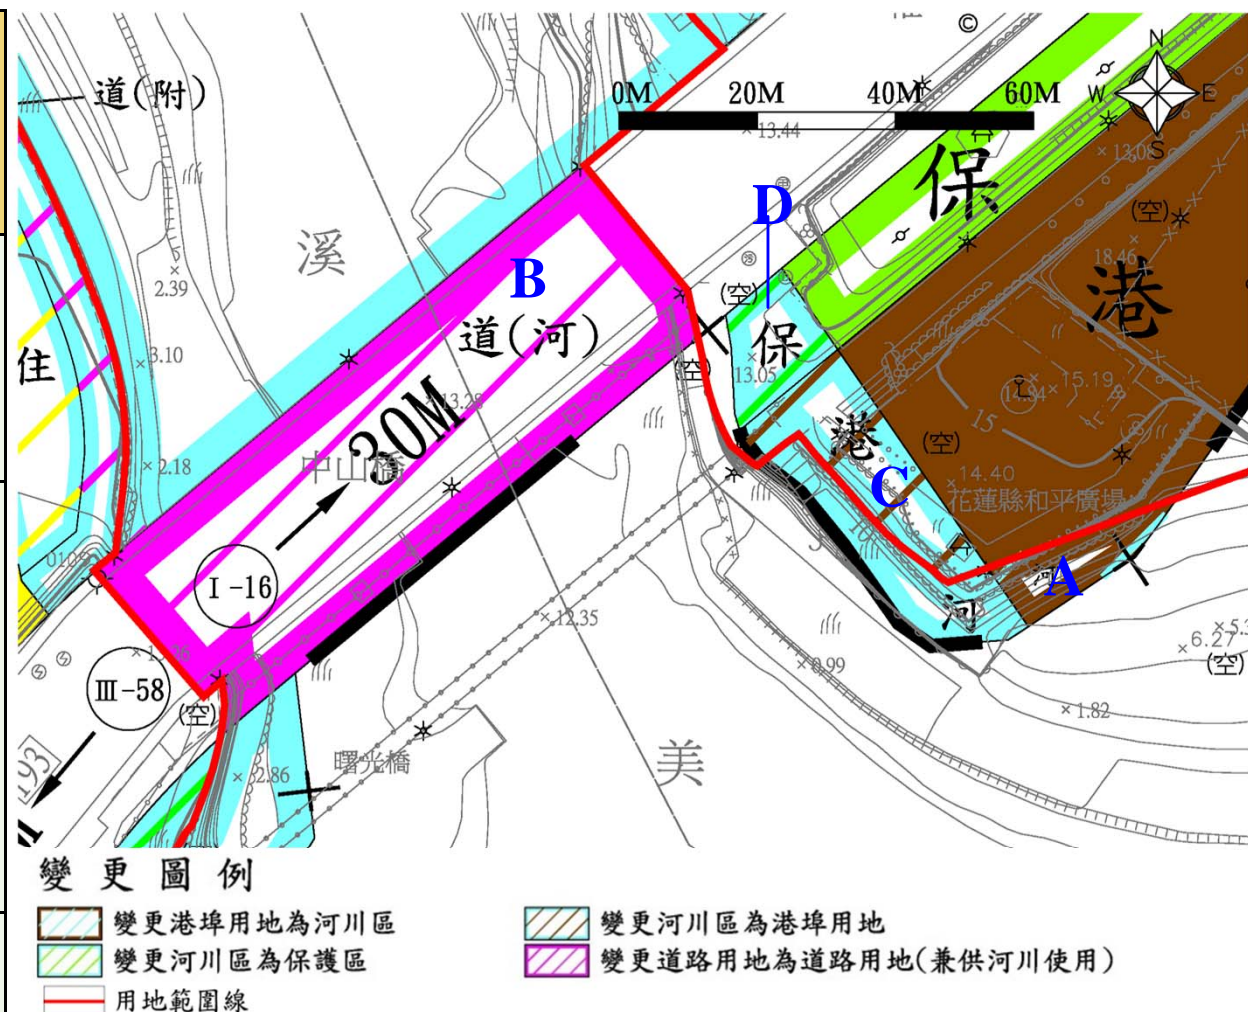 ©
N
道(附)
0M 20M 40M 60M
W E
13.44
保
13.08
S
D
(空)
溪
18.46
2.39
B
(空)
港
道(河)
保
3.10
住
(空)
13.05
15.19
13.28
30M
15
港
(空)
中山橋
2.18
14.40
C
花蓮縣和平廣場
I-16
河
A
河
12.35
5.
6.27
(空)
0.99
III-58
(空)
1.82
曙光橋
美
193
2.86
變更圖例
變更港埠用地為河川區
變更河川區為港埠用地
變更河川區為保護區
變更道路用地為道路用地(兼供河川使用)
用地範圍線